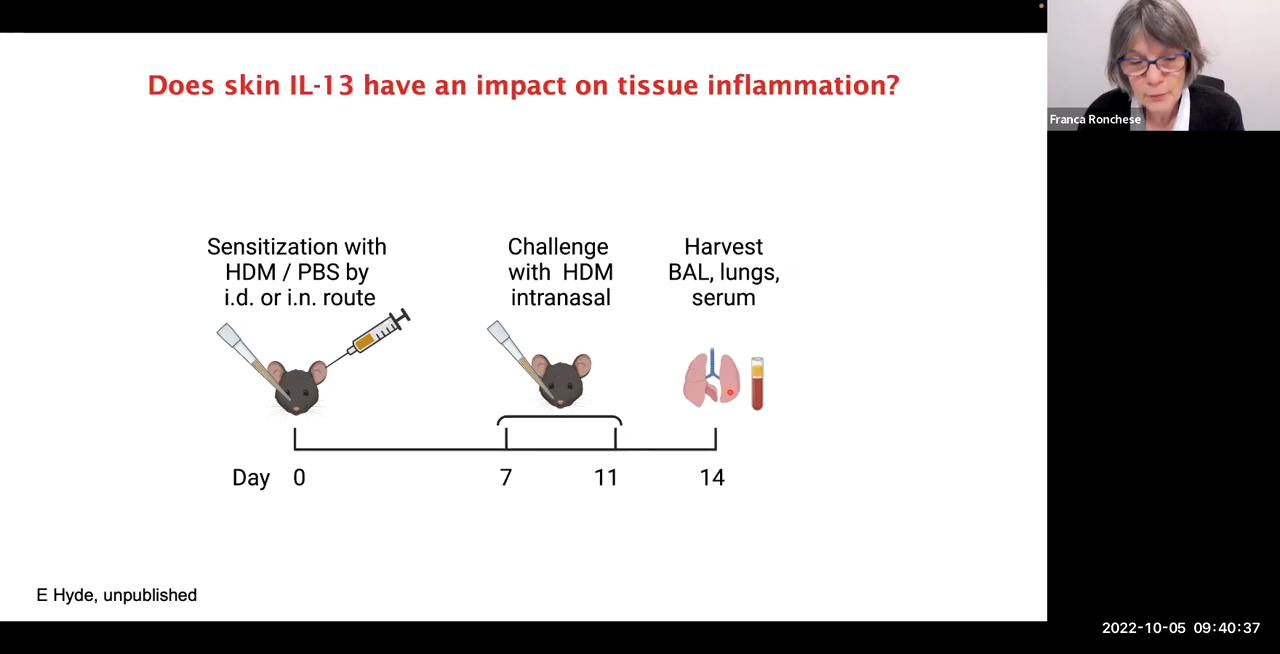 Does skin IL-13 have an impact on tissue inflammation?
Franca Ronchese
Sensitization with
HDM / PBS by
i.d. or i.n. route
Challenge
with HDM
intranasal
Harvest
BAL, lungs,
serum
Day 0 7 11 14
E Hyde, unpublished
2022-10-05 09:40:37